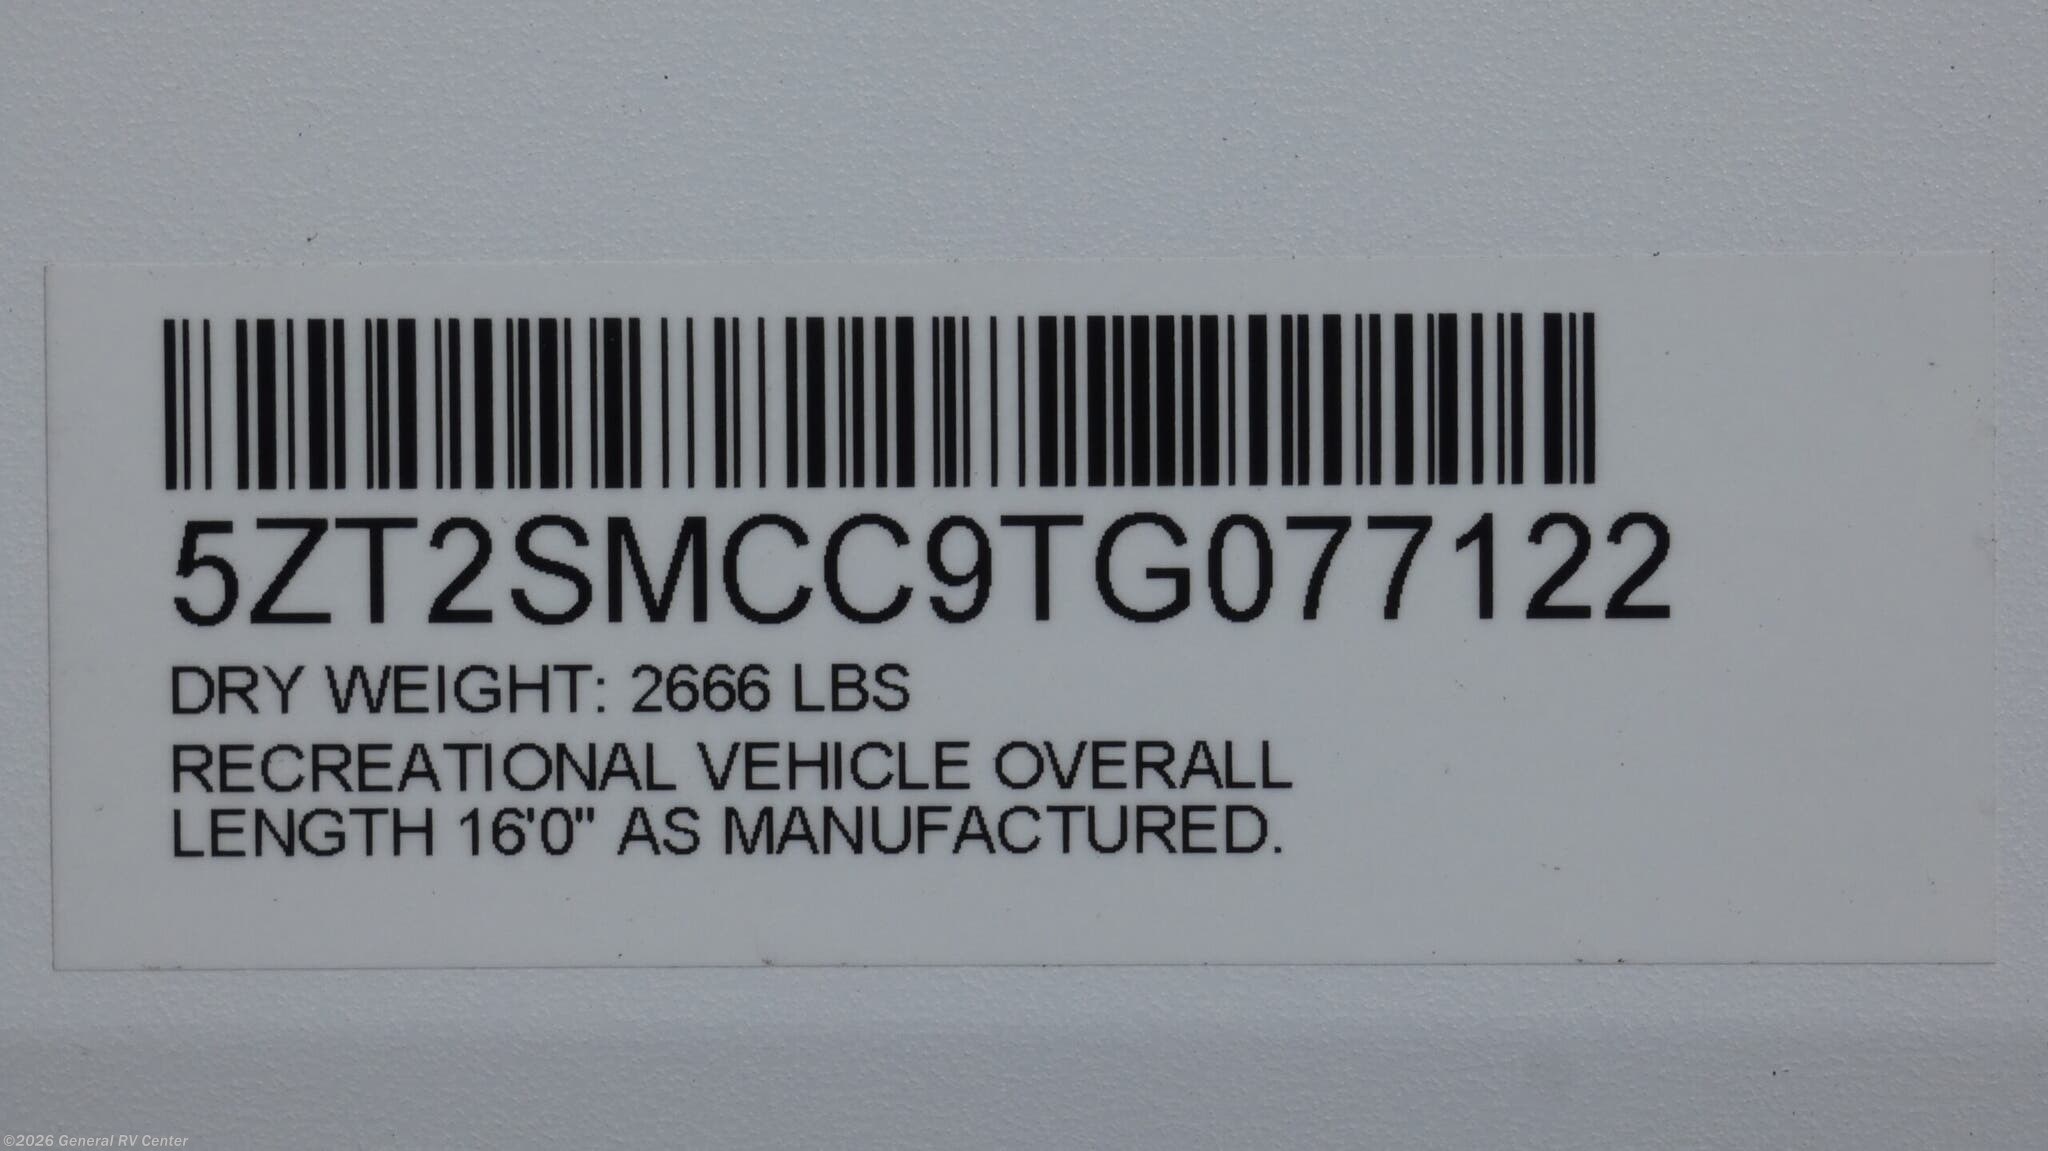 5ZT2SMCC9TG077122
DRY WEIGHT: 2666 LBS
RECREATIONAL VEHICLE OVERALL
LENGTH 16'0" AS MANUFACTURED.
©2026 General RV Center